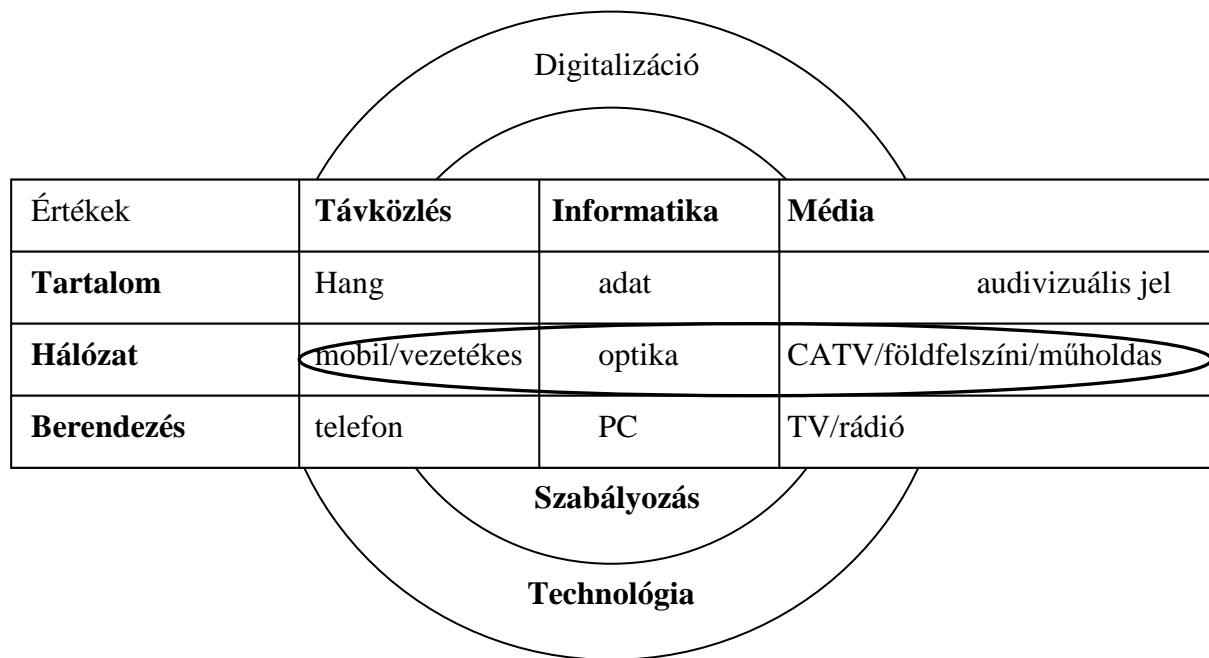 Digitalizáció
Értékek Távközlés Informatika Média
Tartalom Hang adat audivizuális jel
Hálózat mobil/vezetékes optika CATV/földfelszíni/műholdas
Berendezés telefon PC TV/rádió
Szabályozás
Technológia